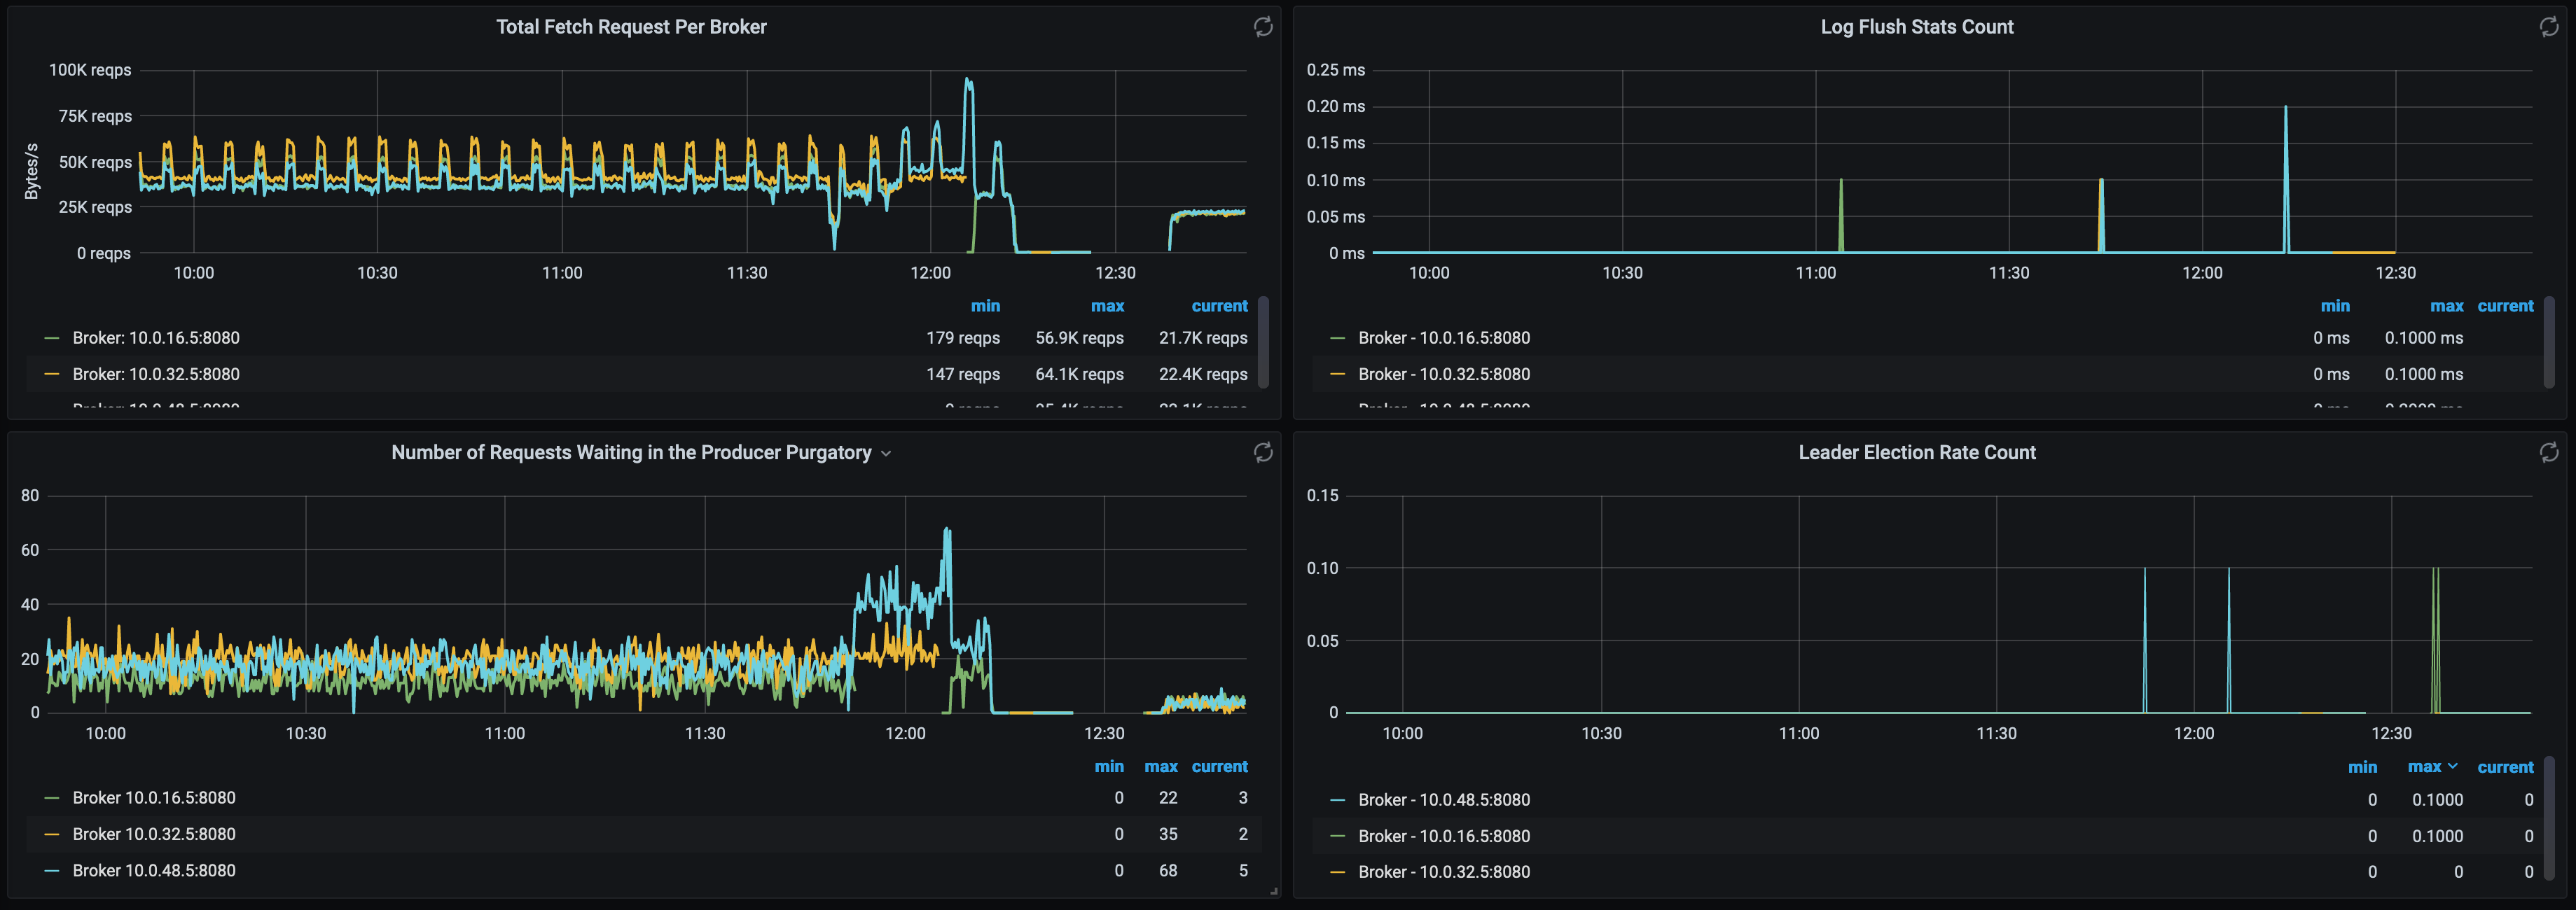 Total Fetch Request Per Broker
Bytes/s
100K reqps
75K reqps
50K reqps
25K reqps
0 reqps
10:00 10:30 11:00 11:30 12:00 12:30
min max current
Broker: 10.0.16.5:8080 179 reqps 56.9K reqps 21.7K reqps
Broker: 10.0.32.5:8080 147 reqps 64.1K reqps 22.4K reqps
Log Flush Stats Count
0.25 ms
0.20 ms
0.15 ms
0.10 ms
0.05 ms
0 ms
10:00 10:30 11:00 11:30 12:00 12:30
min max current
Broker - 10.0.16.5:8080 0 ms 0.1000 ms
Broker - 10.0.32.5:8080 0 ms 0.1000 ms
Number of Requests Waiting in the Producer Purgatory
80
60
40
20
0
10:00 10:30 11:00 11:30 12:00 12:30
min max current
Broker 10.0.16.5:8080 0 22 3
Broker 10.0.32.5:8080 0 35 2
Broker 10.0.48.5:8080 0 68 5
Leader Election Rate Count
0.15
0.10
0.05
0
10:00 10:30 11:00 11:30 12:00 12:30
min max current
Broker - 10.0.48.5:8080 0 0.1000 0
Broker - 10.0.16.5:8080 0 0.1000 0
Broker - 10.0.32.5:8080 0 0 0